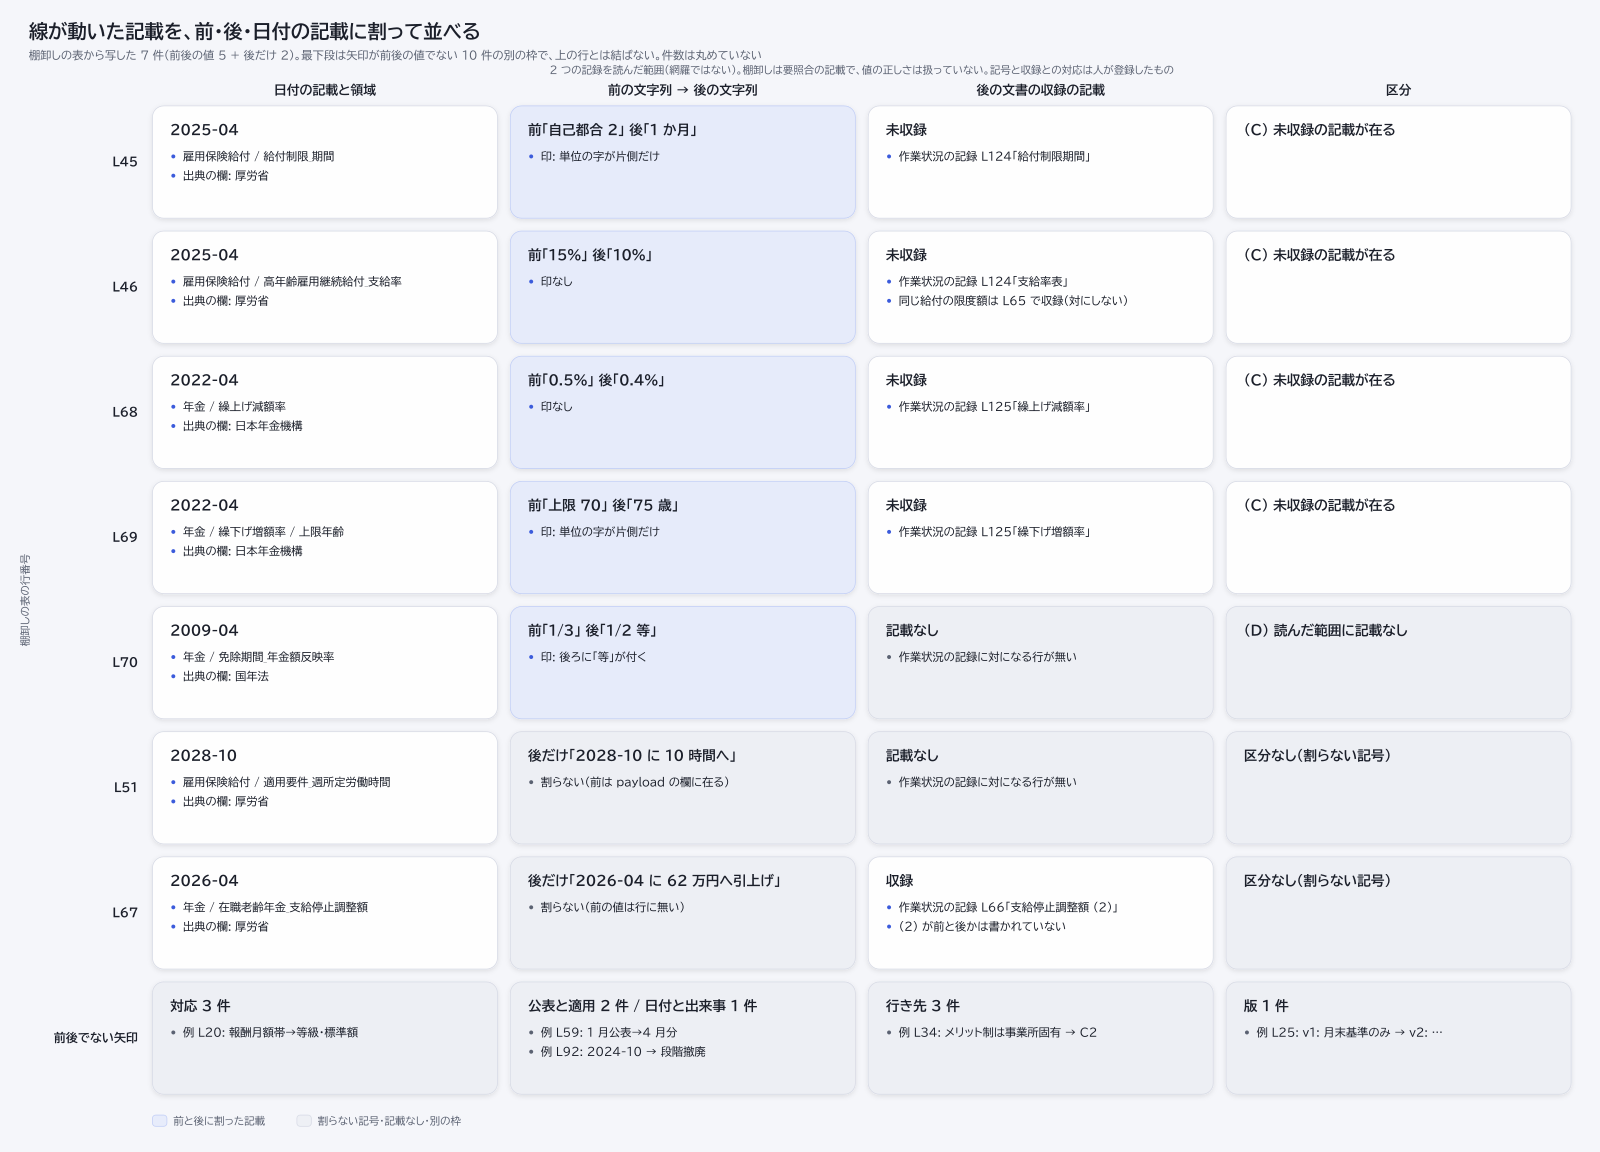 線が動いた記載を、前・後・日付の記載に割って並べる
棚卸しの表から写した 7 件(前後の値 5 + 後だけ 2)。最下段は矢印が前後の値でない 10 件の別の枠で、上の行とは結ばない。件数は丸めていない
2 つの記録を読んだ範囲(網羅ではない)。棚卸しは要照合の記載で、値の正しさは扱っていない。記号と収録との対応は人が登録したもの
日付の記載と領域
前の文字列 → 後の文字列
後の文書の収録の記載
区分
棚卸しの表の行番号
L45
2025-04
• 雇用保険給付 / 給付制限_期間
• 出典の欄: 厚労省
前「自己都合 2」 後「1 か月」
• 印: 単位の字が片側だけ
未収録
• 作業状況の記録 L124「給付制限期間」
(C) 未収録の記載が在る
L46
2025-04
• 雇用保険給付 / 高年齢雇用継続給付_支給率
• 出典の欄: 厚労省
前「15%」 後「10%」
• 印なし
未収録
• 作業状況の記録 L124「支給率表」
• 同じ給付の限度額は L65 で収録(対にしない)
(C) 未収録の記載が在る
L68
2022-04
• 年金 / 繰上げ減額率
• 出典の欄: 日本年金機構
前「0.5%」 後「0.4%」
• 印なし
未収録
• 作業状況の記録 L125「繰上げ減額率」
(C) 未収録の記載が在る
L69
2022-04
• 年金 / 繰下げ増額率 / 上限年齢
• 出典の欄: 日本年金機構
前「上限 70」 後「75 歳」
• 印: 単位の字が片側だけ
未収録
• 作業状況の記録 L125「繰下げ増額率」
(C) 未収録の記載が在る
L70
2009-04
• 年金 / 免除期間_年金額反映率
• 出典の欄: 国年法
前「1/3」 後「1/2 等」
• 印: 後ろに「等」が付く
記載なし
• 作業状況の記録に対になる行が無い
(D) 読んだ範囲に記載なし
L51
2028-10
• 雇用保険給付 / 適用要件_週所定労働時間
• 出典の欄: 厚労省
後だけ「2028-10 に 10 時間へ」
• 割らない(前は payload の欄に在る)
記載なし
• 作業状況の記録に対になる行が無い
区分なし(割らない記号)
L67
2026-04
• 年金 / 在職老齢年金_支給停止調整額
• 出典の欄: 厚労省
後だけ「2026-04 に 62 万円へ引上げ」
• 割らない(前の値は行に無い)
収録
• 作業状況の記録 L66「支給停止調整額 (2)」
• (2) が前と後かは書かれていない
区分なし(割らない記号)
前後でない矢印
対応 3 件
• 例 L20: 報酬月額帯→等級・標準額
公表と適用 2 件 / 日付と出来事 1 件
• 例 L59: 1 月公表→4 月分
• 例 L92: 2024-10 → 段階撤廃
行き先 3 件
• 例 L34: メリット制は事業所固有 → C2
版 1 件
• 例 L25: v1: 月末基準のみ → v2: …
前と後に割った記載
割らない記号・記載なし・別の枠